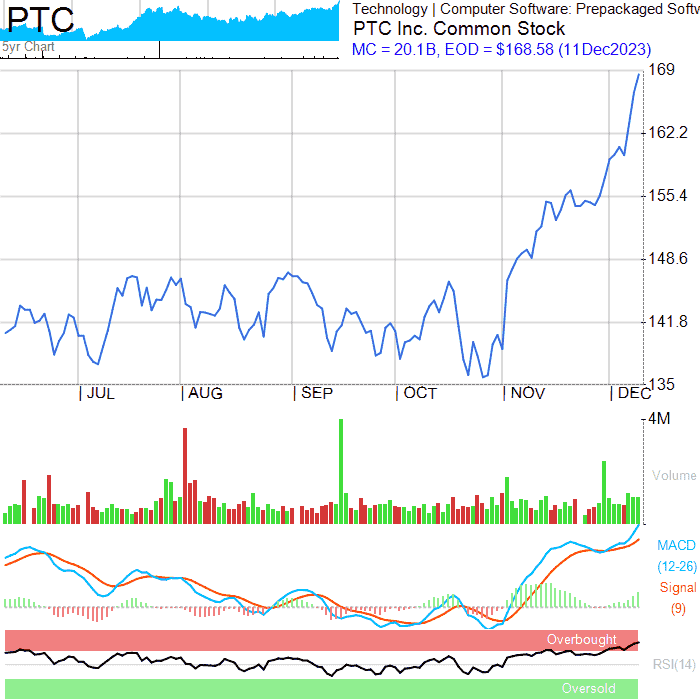 PTC
5yr Chart
Technology | Computer Software: Prepackaged Softw
PTC Inc. Common Stock
MC = 20.1B, EOD = $168.58 (11Dec2023)
169
162.2
155.4
148.6
141.8
135
JUL
AUG
SEP
OCT
NOV
DEC
4M
Volume
MACD
(12-26)
Signal
(9)
Overbought
RSI(14)
Oversold